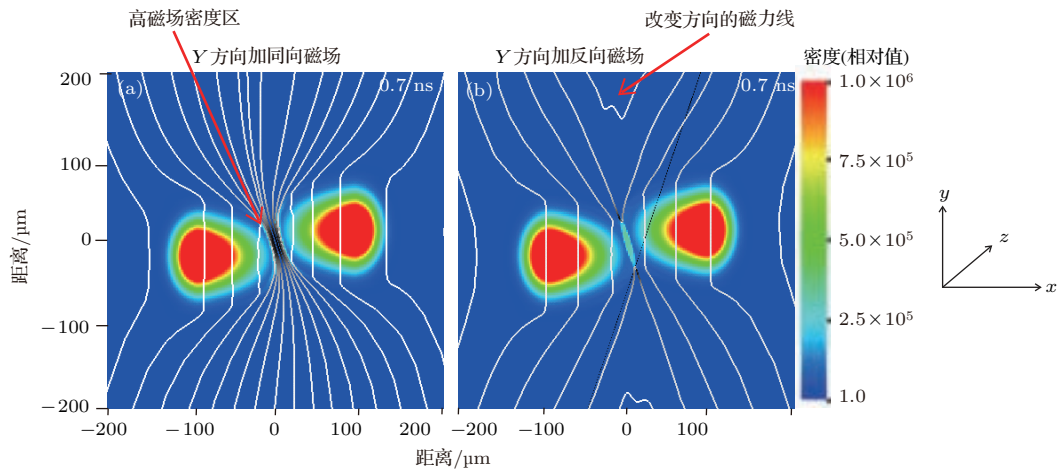 高磁场密度区
改变方向的磁力线
Y 方向加同向磁场
Y 方向加反向磁场
密度(相对值)
(a)
0.7 ns
(b)
0.7 ns
200
100
0
−100
−200
距离/µm
−200
−100
0
100
200
−200
−100
0
100
距离/µm
1.0×10⁶
7.5×10⁵
5.0×10⁵
2.5×10⁵
1.0
y
z
x